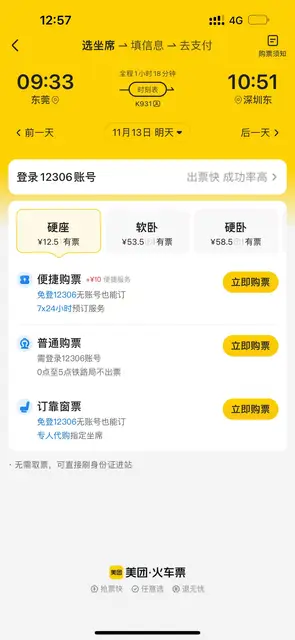 12:57
4G
选坐席 → 填信息 → 去支付
购票须知
09:33
全程1小时18分钟
时刻表
10:51
东莞
K931
深圳东
前一天
11月13日 明天
后一天
登录12306账号
出票快 成功率高
硬座
¥12.5 有票
软卧
¥53.5 有票
硬卧
¥58.5 有票
便捷购票 +¥10 便捷服务
免登12306无账号也能订
7x24小时预订服务
立即购票
普通购票
需登录12306账号
0点至5点铁路局不出票
立即购票
订靠窗票
免登12306无账号也能订
专人代购指定坐席
立即购票
· 无需取票，可直接刷身份证进站
美团 美团·火车票
抢票快 任意选 退无忧